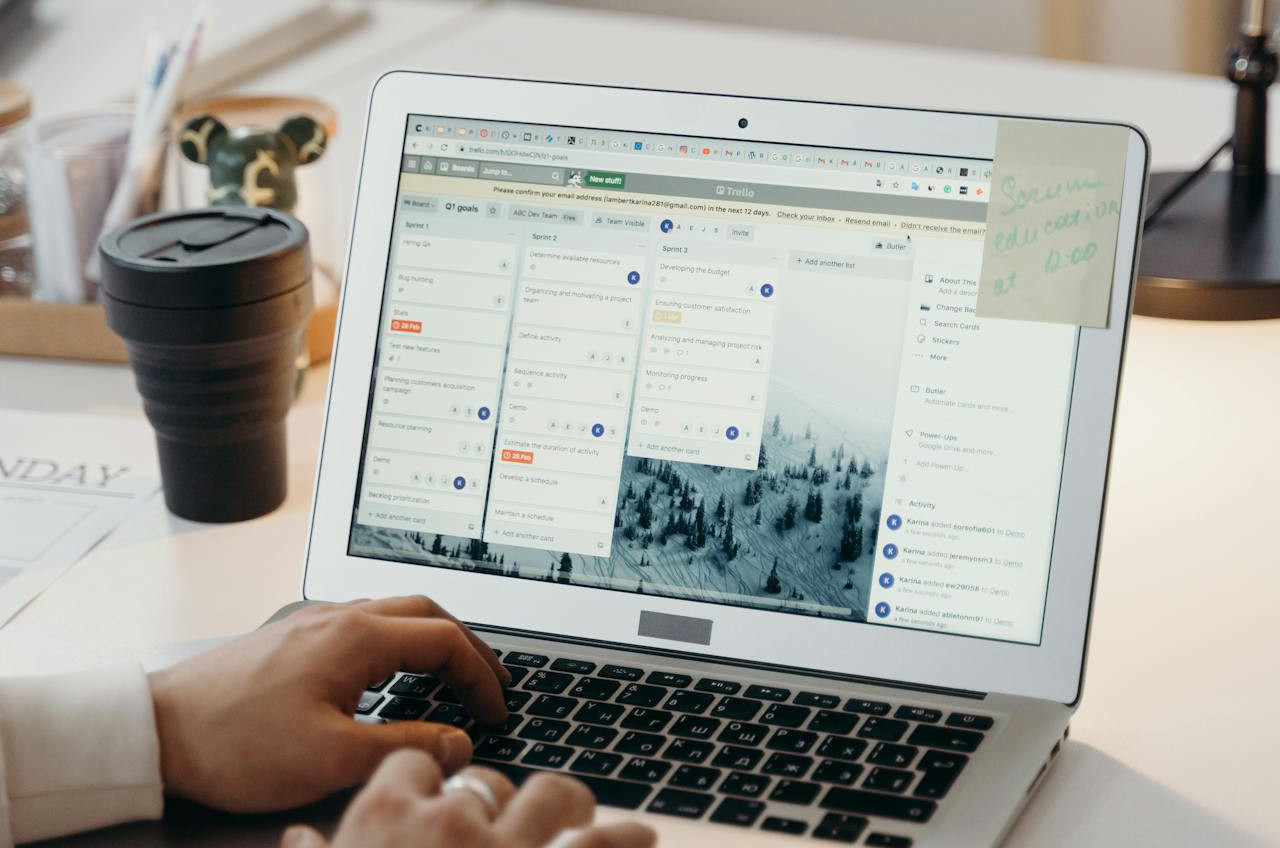 trello.com/b/
q1-goals
Boards
Jump to...
New stuff!
Trello
Please confirm your email address (lambertkarina281@gmail.com) in the next 12 days. Check your inbox - Resend email - Didn't receive the email?
Board
Q1 goals
ABC Dev Team
Free
Team Visible
K
A
E
J
S
Invite
Butler
Sprint 1
Hiring QA
A
Bug hunting
E
Stats
28 Feb
Test new features
2
Planning customers acquisition
campaign
A E K
Resource planning
J S
Demo
A E J K S
Backlog prioritization
+ Add another card
Sprint 2
Determine available resources
K
Organizing and motivating a project
team
E
Define activity
A J S
Sequence activity
E
Demo
A E J K S
Estimate the duration of activity
28 Feb
Develop a schedule
A
Maintain a schedule
+ Add another card
Sprint 3
Developing the budget
A K
Ensuring customer satisfaction
1 Mar
Analyzing and managing project risk
1
A
Monitoring progress
E
Demo
A E J K S
+ Add another card
+ Add another list
About This
Add a descr
Change Bac
Search Cards
Stickers
More
Butler
Automate cards and more...
Power-Ups
Google Drive and more...
Add Power-Up...
Activity
K
Karina added sorsofia601 to Demo
a few seconds ago
K
Karina added jeremyosm3 to Demo
a few seconds ago
K
Karina added ew29058 to Demo
a few seconds ago
K
Karina added abletonm91 to Demo
a few seconds ago
Scrum
education
at 12:00
NDAY